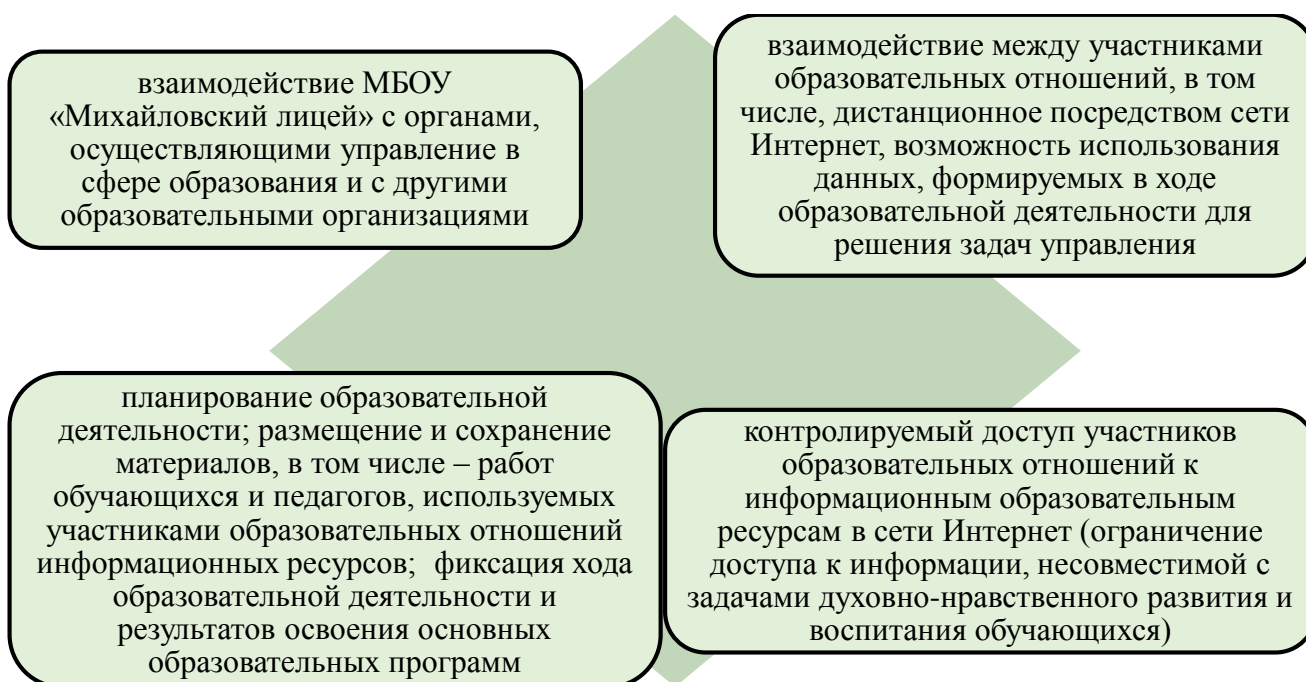 взаимодействие МБОУ
«Михайловский лицей» с органами,
осуществляющими управление в
сфере образования и с другими
образовательными организациями
взаимодействие между участниками
образовательных отношений, в том
числе, дистанционное посредством сети
Интернет, возможность использования
данных, формируемых в ходе
образовательной деятельности для
решения задач управления
планирование образовательной
деятельности; размещение и сохранение
материалов, в том числе – работ
обучающихся и педагогов, используемых
участниками образовательных отношений
информационных ресурсов; фиксация хода
образовательной деятельности и
результатов освоения основных
образовательных программ
контролируемый доступ участников
образовательных отношений к
информационным образовательным
ресурсам в сети Интернет (ограничение
доступа к информации, несовместимой с
задачами духовно-нравственного развития и
воспитания обучающихся)